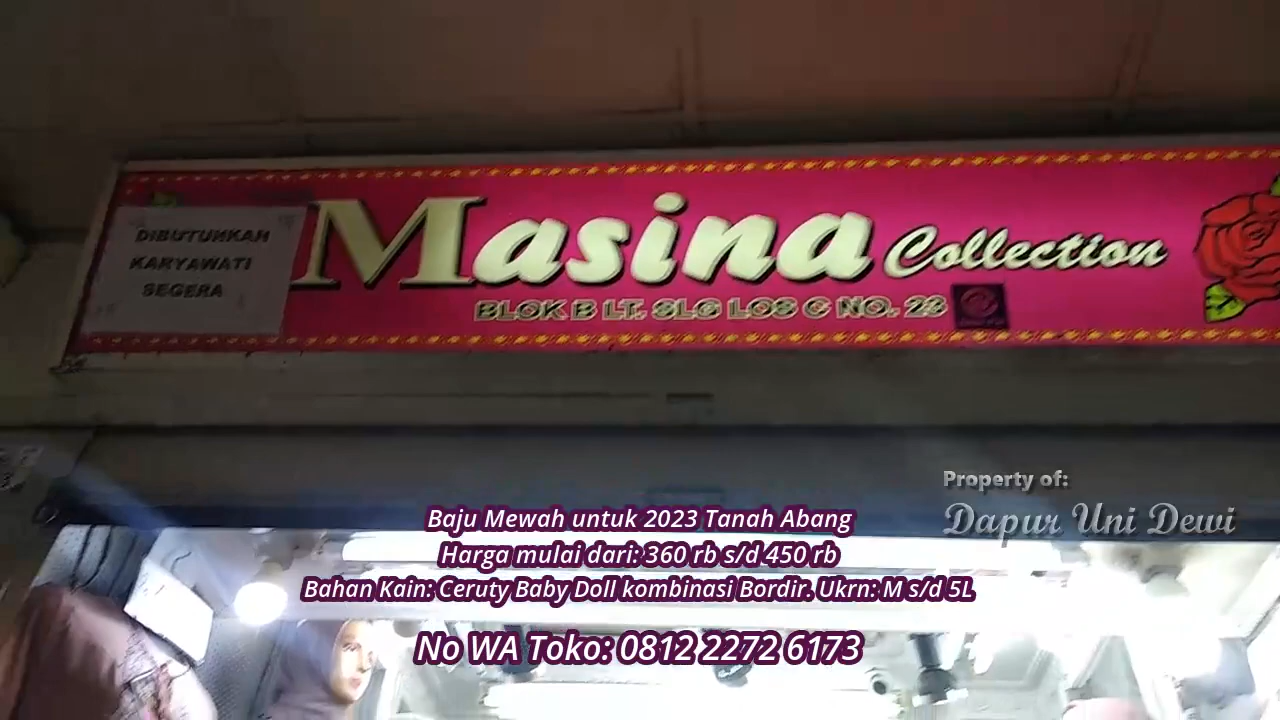 DIBUTUHKAN
KARYAWATI
SEGERA
Masina Collection
BLOK B LT. SLG LOS C NO. 23
Property of:
Dapur Uni Dewi
Baju Mewah untuk 2023 Tanah Abang
Harga mulai dari: 360 rb s/d 450 rb
Bahan Kain: Ceruty Baby Doll kombinasi Bordir. Ukrn: M s/d 5L
No WA Toko: 0812 2272 6173